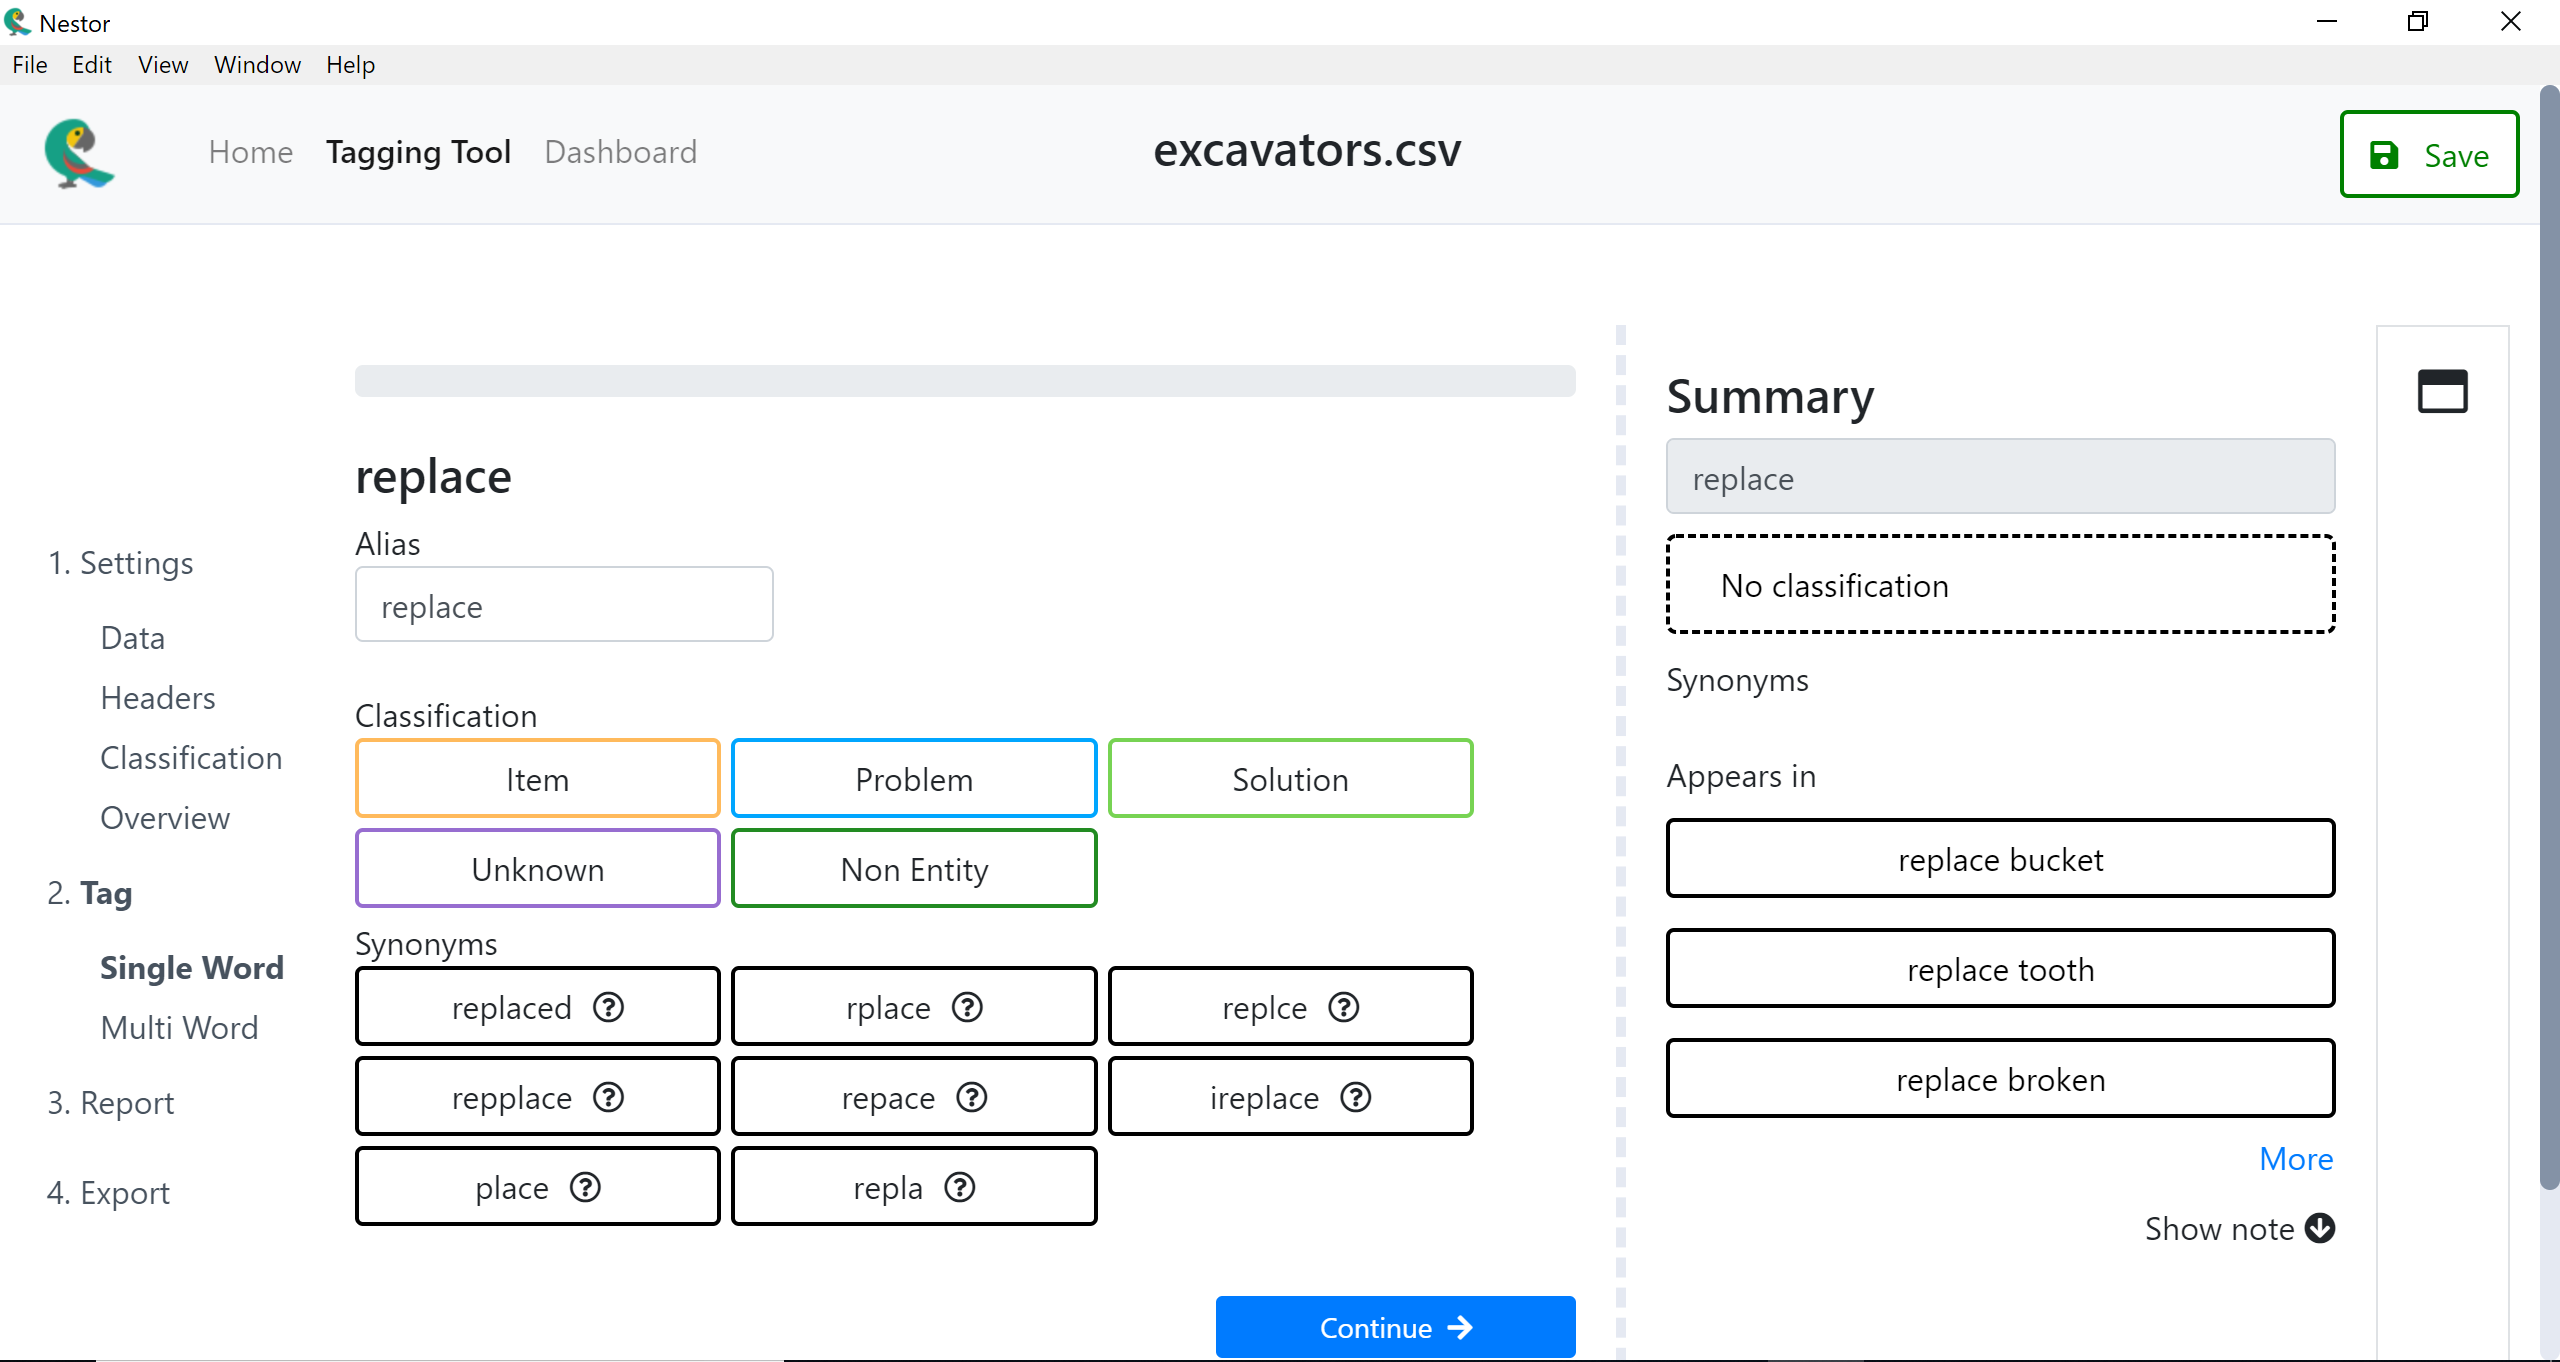 Nestor
File Edit View Window Help
Home Tagging Tool Dashboard
excavators.csv
Save
1. Settings
Data
Headers
Classification
Overview
2. Tag
Single Word
Multi Word
3. Report
4. Export
replace
Alias
replace
Classification
Item Problem Solution
Unknown Non Entity
Synonyms
replaced rplace replce
repplace repace ireplace
place repla
Continue
Summary
replace
No classification
Synonyms
Appears in
replace bucket
replace tooth
replace broken
More
Show note